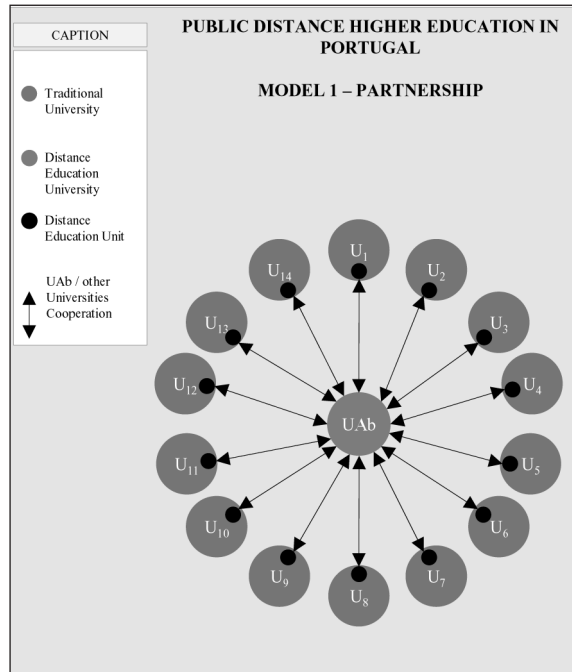 CAPTION
Traditional
University
Distance
Education
University
Distance
Education Unit
UAb / other
Universities
Cooperation
PUBLIC DISTANCE HIGHER EDUCATION IN
PORTUGAL
MODEL 1 – PARTNERSHIP
U1
U2
U3
U4
U5
U6
U7
U8
U9
U10
U11
U12
U13
U14
UAb